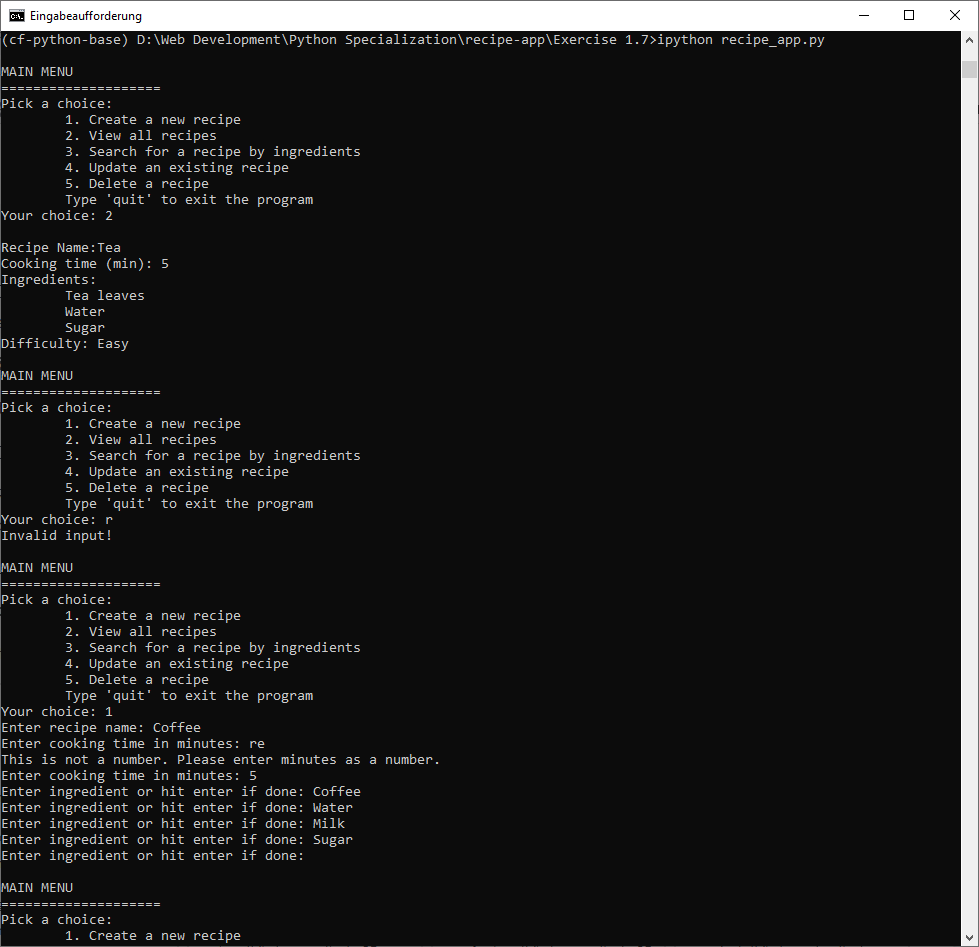 Eingabeaufforderung
(cf-python-base) D:\Web Development\Python Specialization\recipe-app\Exercise 1.7>ipython recipe_app.py
MAIN MENU
====================
Pick a choice:
1. Create a new recipe
2. View all recipes
3. Search for a recipe by ingredients
4. Update an existing recipe
5. Delete a recipe
Type 'quit' to exit the program
Your choice: 2
Recipe Name:Tea
Cooking time (min): 5
Ingredients:
Tea leaves
Water
Sugar
Difficulty: Easy
MAIN MENU
====================
Pick a choice:
1. Create a new recipe
2. View all recipes
3. Search for a recipe by ingredients
4. Update an existing recipe
5. Delete a recipe
Type 'quit' to exit the program
Your choice: r
Invalid input!
MAIN MENU
====================
Pick a choice:
1. Create a new recipe
2. View all recipes
3. Search for a recipe by ingredients
4. Update an existing recipe
5. Delete a recipe
Type 'quit' to exit the program
Your choice: 1
Enter recipe name: Coffee
Enter cooking time in minutes: re
This is not a number. Please enter minutes as a number.
Enter cooking time in minutes: 5
Enter ingredient or hit enter if done: Coffee
Enter ingredient or hit enter if done: Water
Enter ingredient or hit enter if done: Milk
Enter ingredient or hit enter if done: Sugar
Enter ingredient or hit enter if done:
MAIN MENU
====================
Pick a choice:
1. Create a new recipe